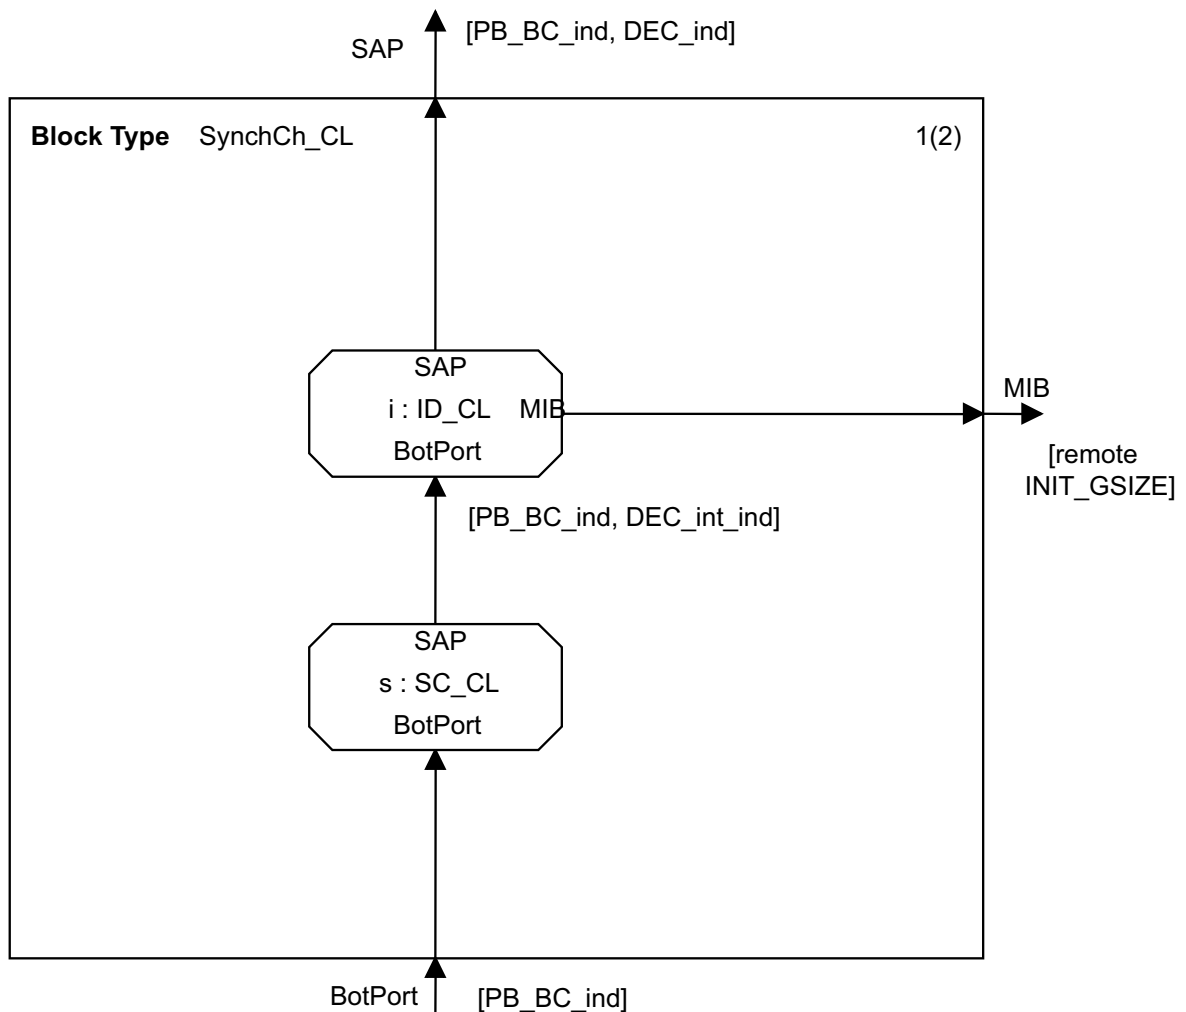 [PB_BC_ind, DEC_ind]
SAP
Block Type SynchCh_CL 1(2)
SAP
i : ID_CL MIB
BotPort
MIB
[remote
INIT_GSIZE]
[PB_BC_ind, DEC_int_ind]
SAP
s : SC_CL
BotPort
BotPort [PB_BC_ind]